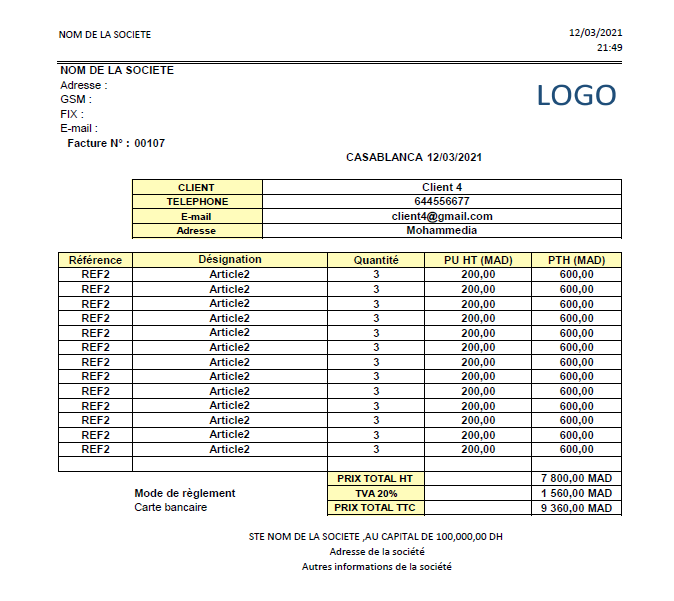 NOM DE LA SOCIETE 12/03/2021
21:49
NOM DE LA SOCIETE
Adresse :
LOGO
GSM :
FIX :
E-mail :
Facture N° : 00107
CASABLANCA 12/03/2021
CLIENT Client 4
TELEPHONE 644556677
E-mail client4@gmail.com
Adresse Mohammedia
Référence Désignation Quantité PU HT (MAD) PTH (MAD)
REF2 Article2 3 200,00 600,00
REF2 Article2 3 200,00 600,00
REF2 Article2 3 200,00 600,00
REF2 Article2 3 200,00 600,00
REF2 Article2 3 200,00 600,00
REF2 Article2 3 200,00 600,00
REF2 Article2 3 200,00 600,00
REF2 Article2 3 200,00 600,00
REF2 Article2 3 200,00 600,00
REF2 Article2 3 200,00 600,00
REF2 Article2 3 200,00 600,00
REF2 Article2 3 200,00 600,00
REF2 Article2 3 200,00 600,00
PRIX TOTAL HT 7 800,00 MAD
Mode de règlement TVA 20% 1 560,00 MAD
Carte bancaire PRIX TOTAL TTC 9 360,00 MAD
STE NOM DE LA SOCIETE ,AU CAPITAL DE 100,000,00 DH
Adresse de la société
Autres informations de la société